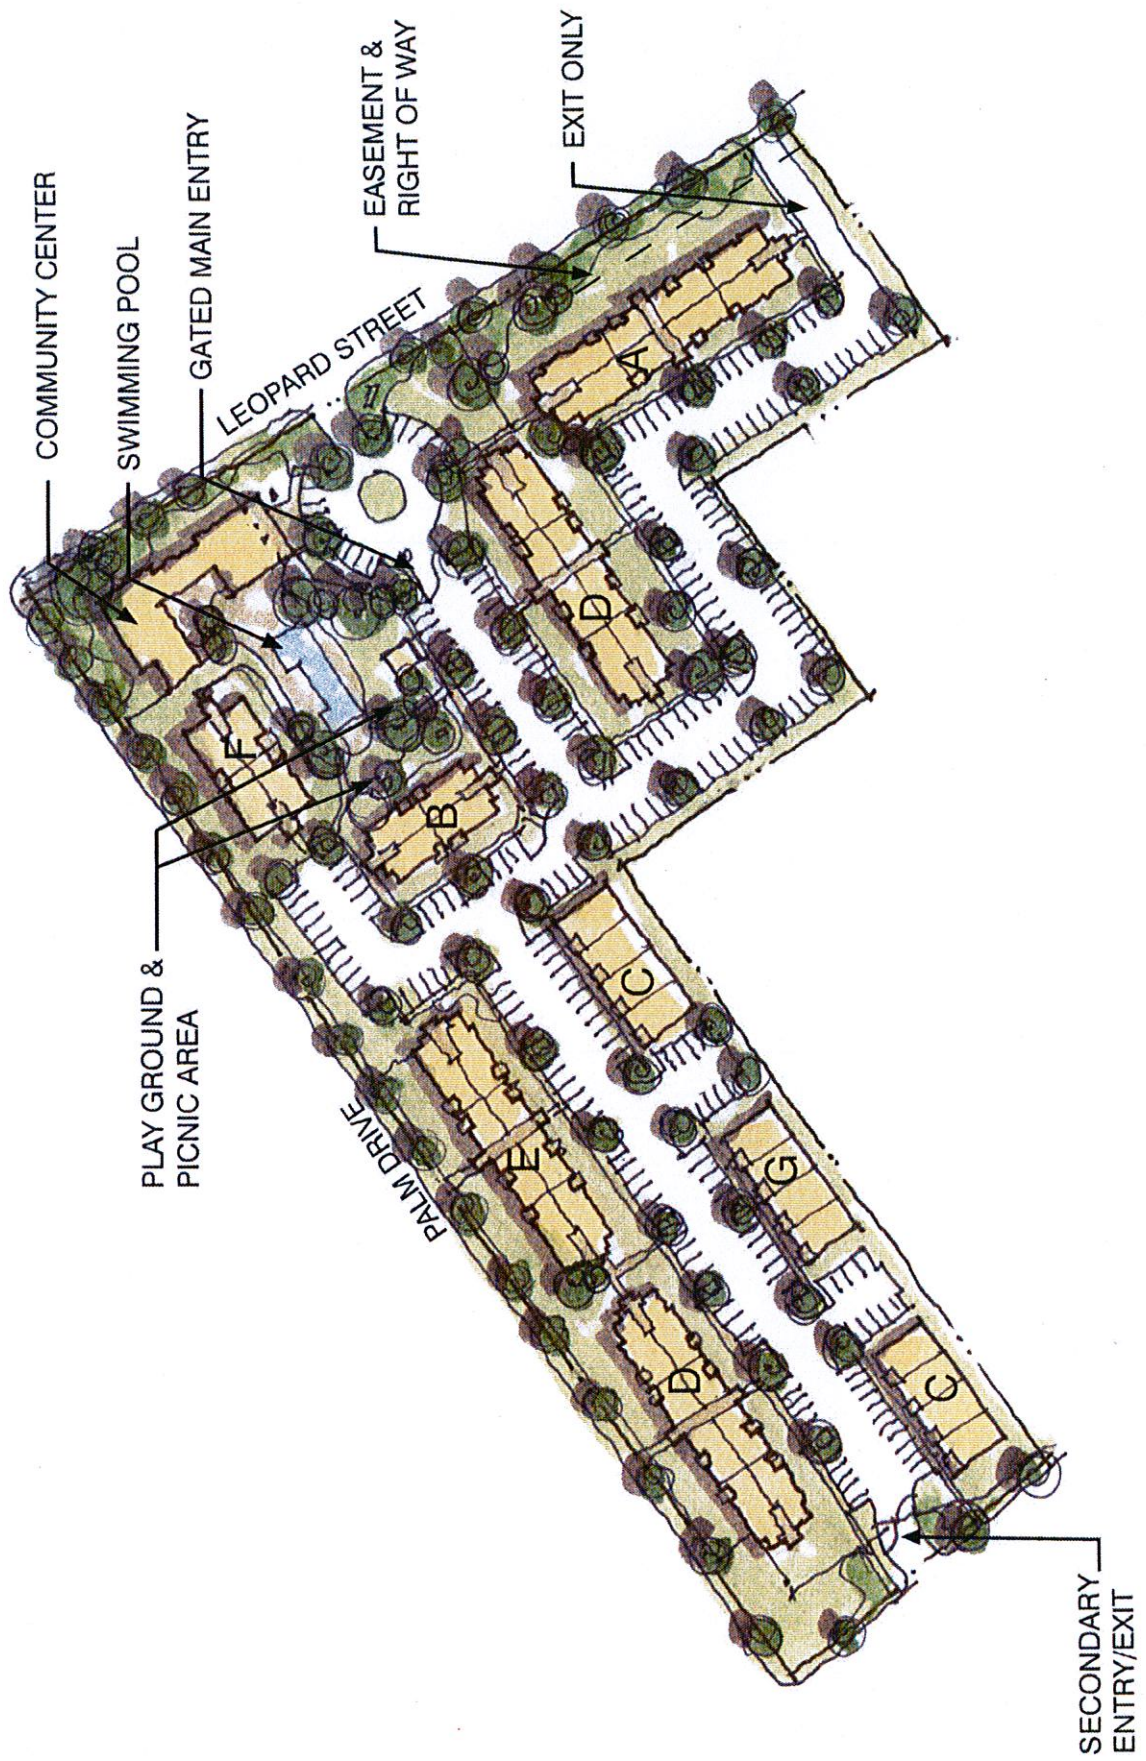 COMMUNITY CENTER
SWIMMING POOL
GATED MAIN ENTRY
LEOPARD STREET
EASEMENT &
RIGHT OF WAY
EXIT ONLY
PLAY GROUND &
PICNIC AREA
PALM DRIVE
SECONDARY
ENTRY/EXIT
F
B
A
D
C
E
G
D
C